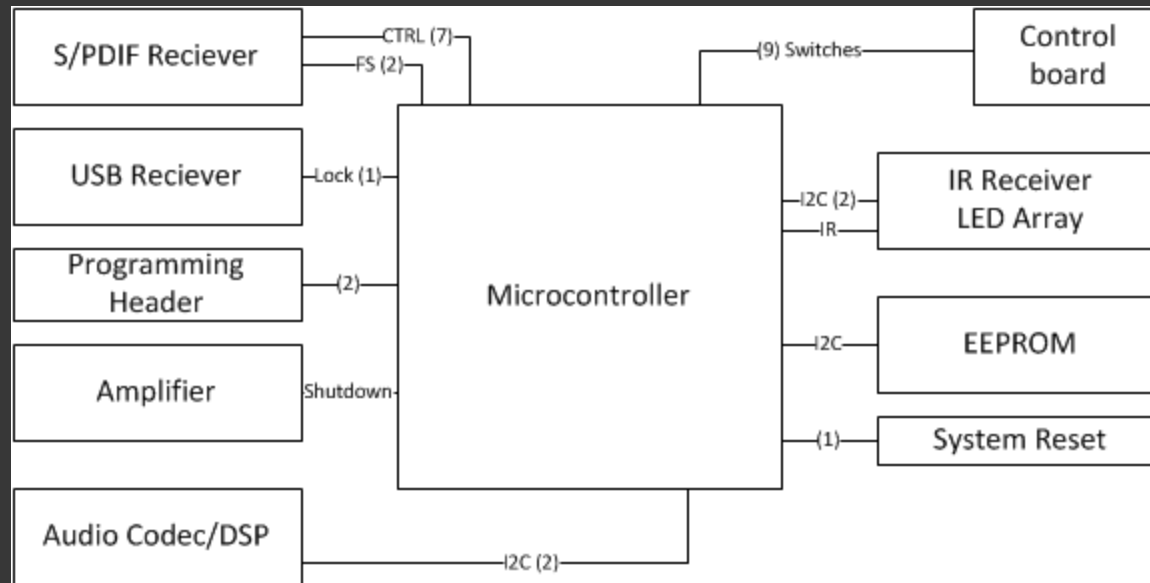 S/PDIF Reciever
CTRL (7)
FS (2)
(9) Switches
Control
board
USB Reciever
Lock (1)
I2C (2)
IR
IR Receiver
LED Array
Programming
Header
(2)
Microcontroller
Amplifier
Shutdown
I2C
EEPROM
(1)
System Reset
Audio Codec/DSP
I2C (2)